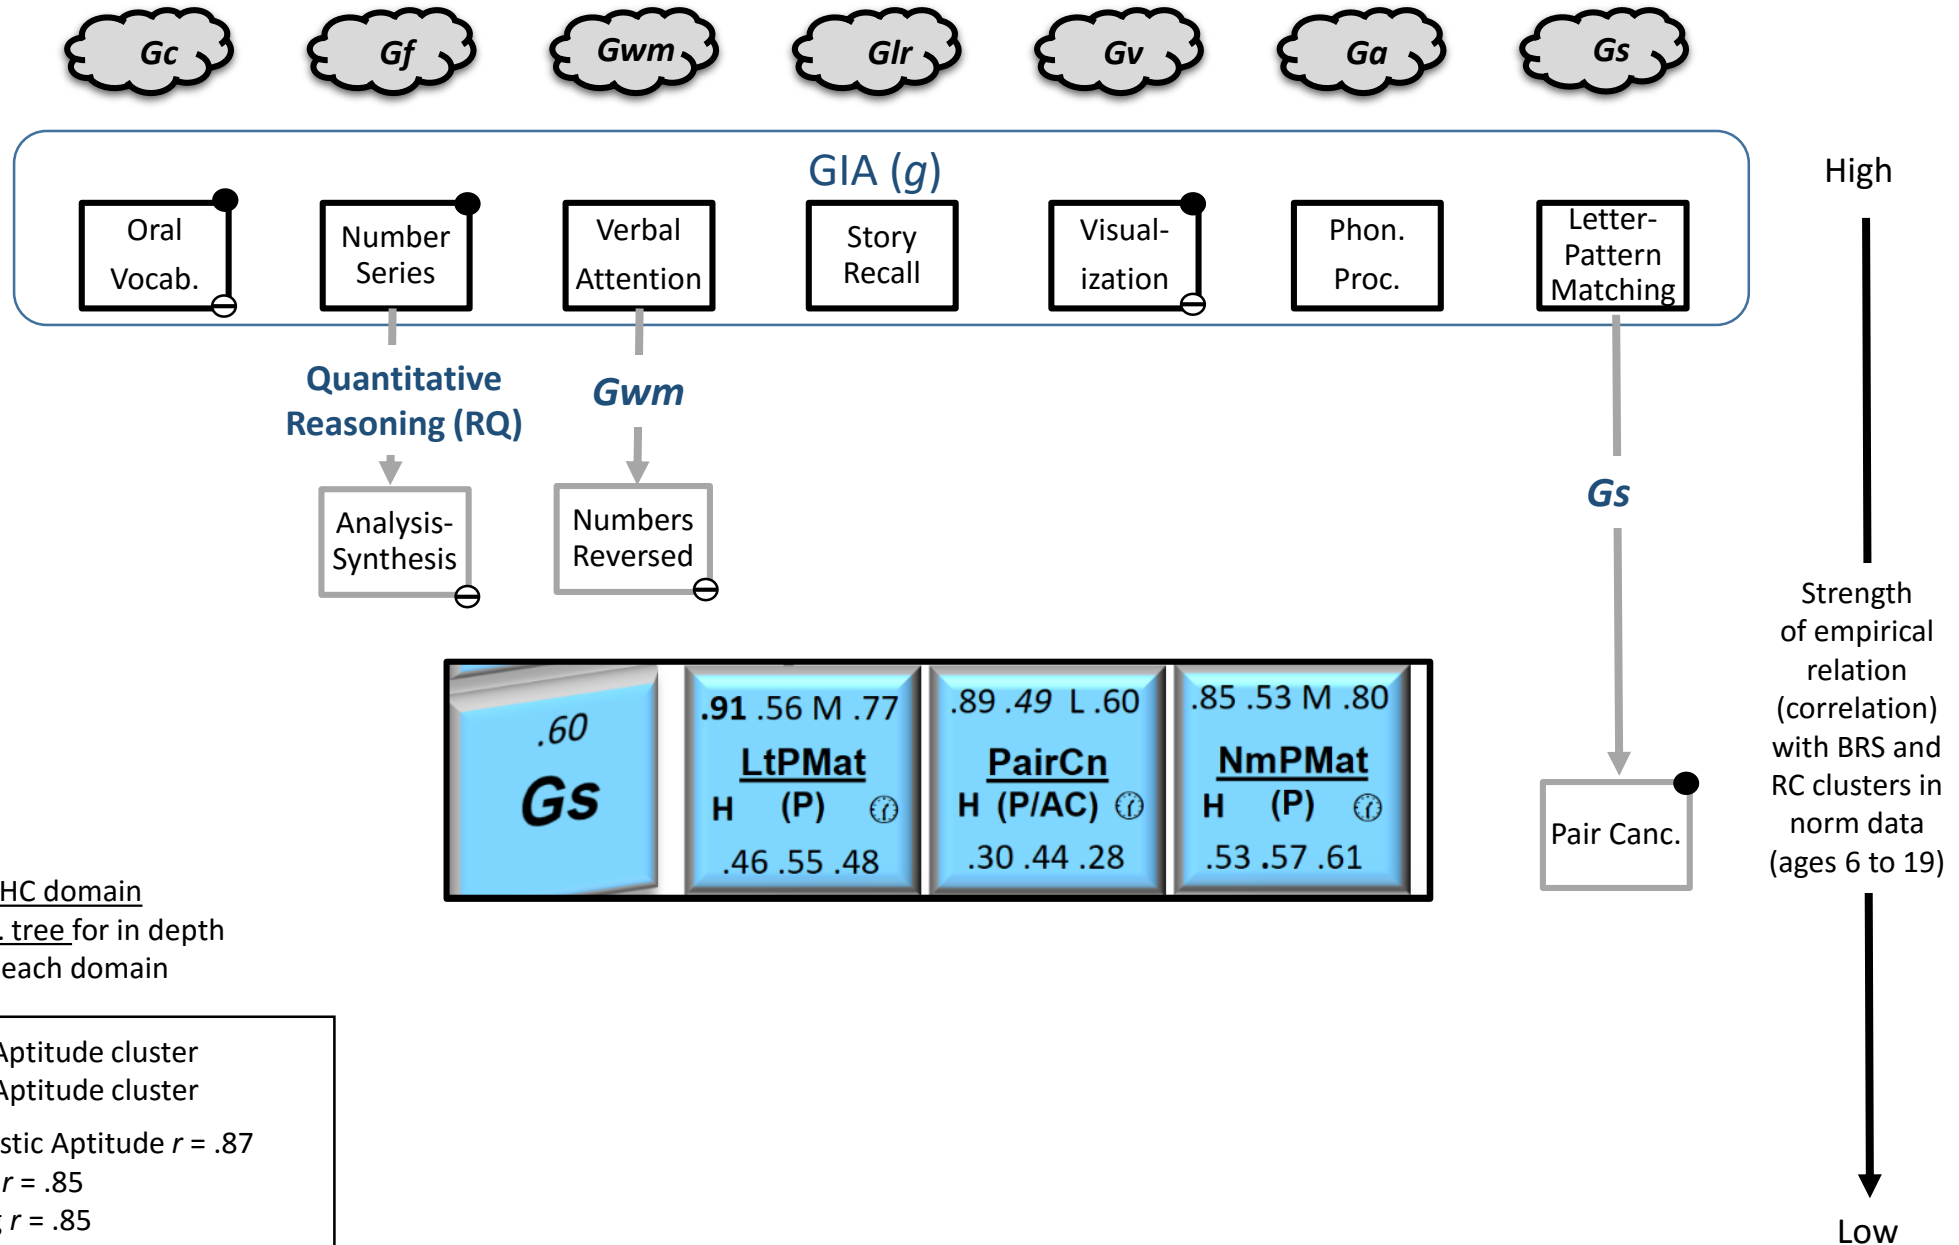 Gc
Gf
Gwm
Glr
Gv
Ga
Gs
GIA (g)
High
Oral
Vocab.
Number
Series
Verbal
Attention
Story
Recall
Visual-
ization
Phon.
Proc.
Letter-
Pattern
Matching
Quantitative
Reasoning (RQ)
Gwm
Gs
Analysis-
Synthesis
Numbers
Reversed
Strength
of empirical
relation
(correlation)
with BRS and
RC clusters in
norm data
(ages 6 to 19)
.60
Gs
.91 .56 M .77
LtPMat
H (P)
.46 .55 .48
.89 .49 L .60
PairCn
H (P/AC)
.30 .44 .28
.85 .53 M .80
NmPMat
H (P)
.53 .57 .61
Pair Canc.
HC domain
. tree for in depth
each domain
Aptitude cluster
Aptitude cluster
stic Aptitude r = .87
r = .85
g r = .85
Low